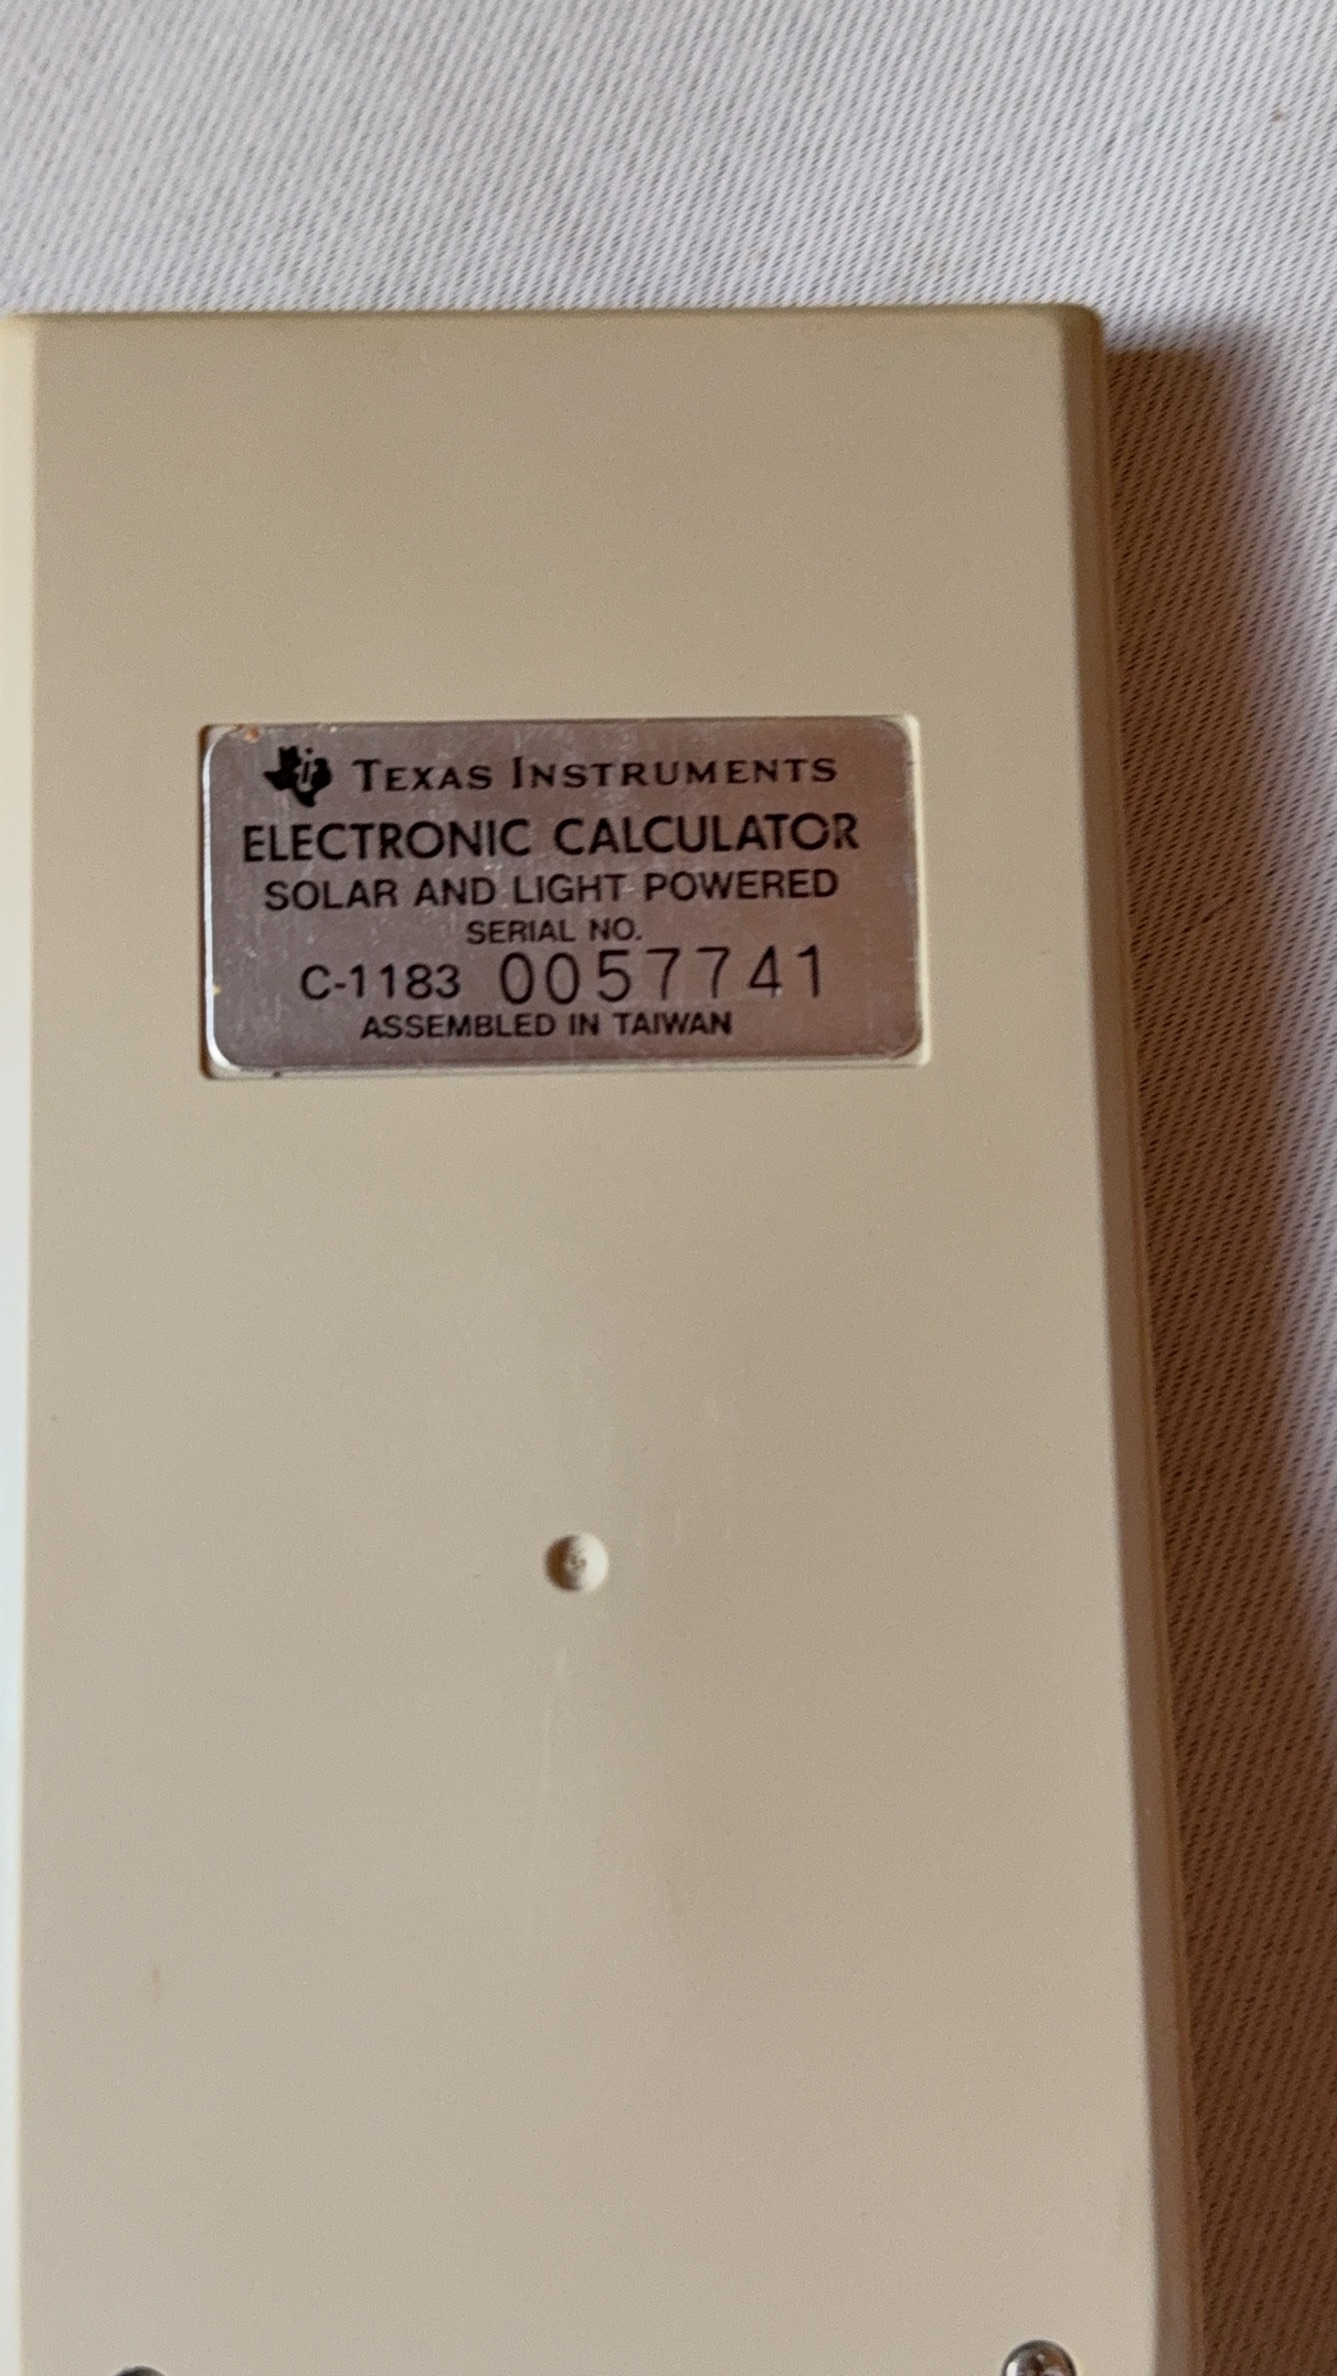 TEXAS INSTRUMENTS
ELECTRONIC CALCULATOR
SOLAR AND LIGHT POWERED
SERIAL NO.
C-1183 0057741
ASSEMBLED IN TAIWAN